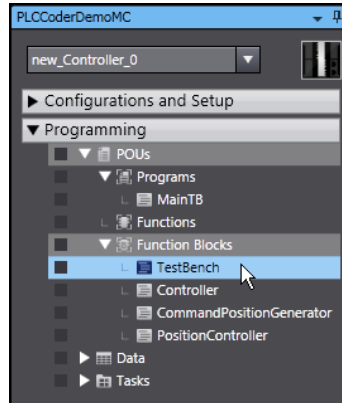 PLCCoderDemoMC
new_Controller_0
Configurations and Setup
Programming
POUs
Programs
MainTB
Functions
Function Blocks
TestBench
Controller
CommandPositionGenerator
PositionController
Data
Tasks